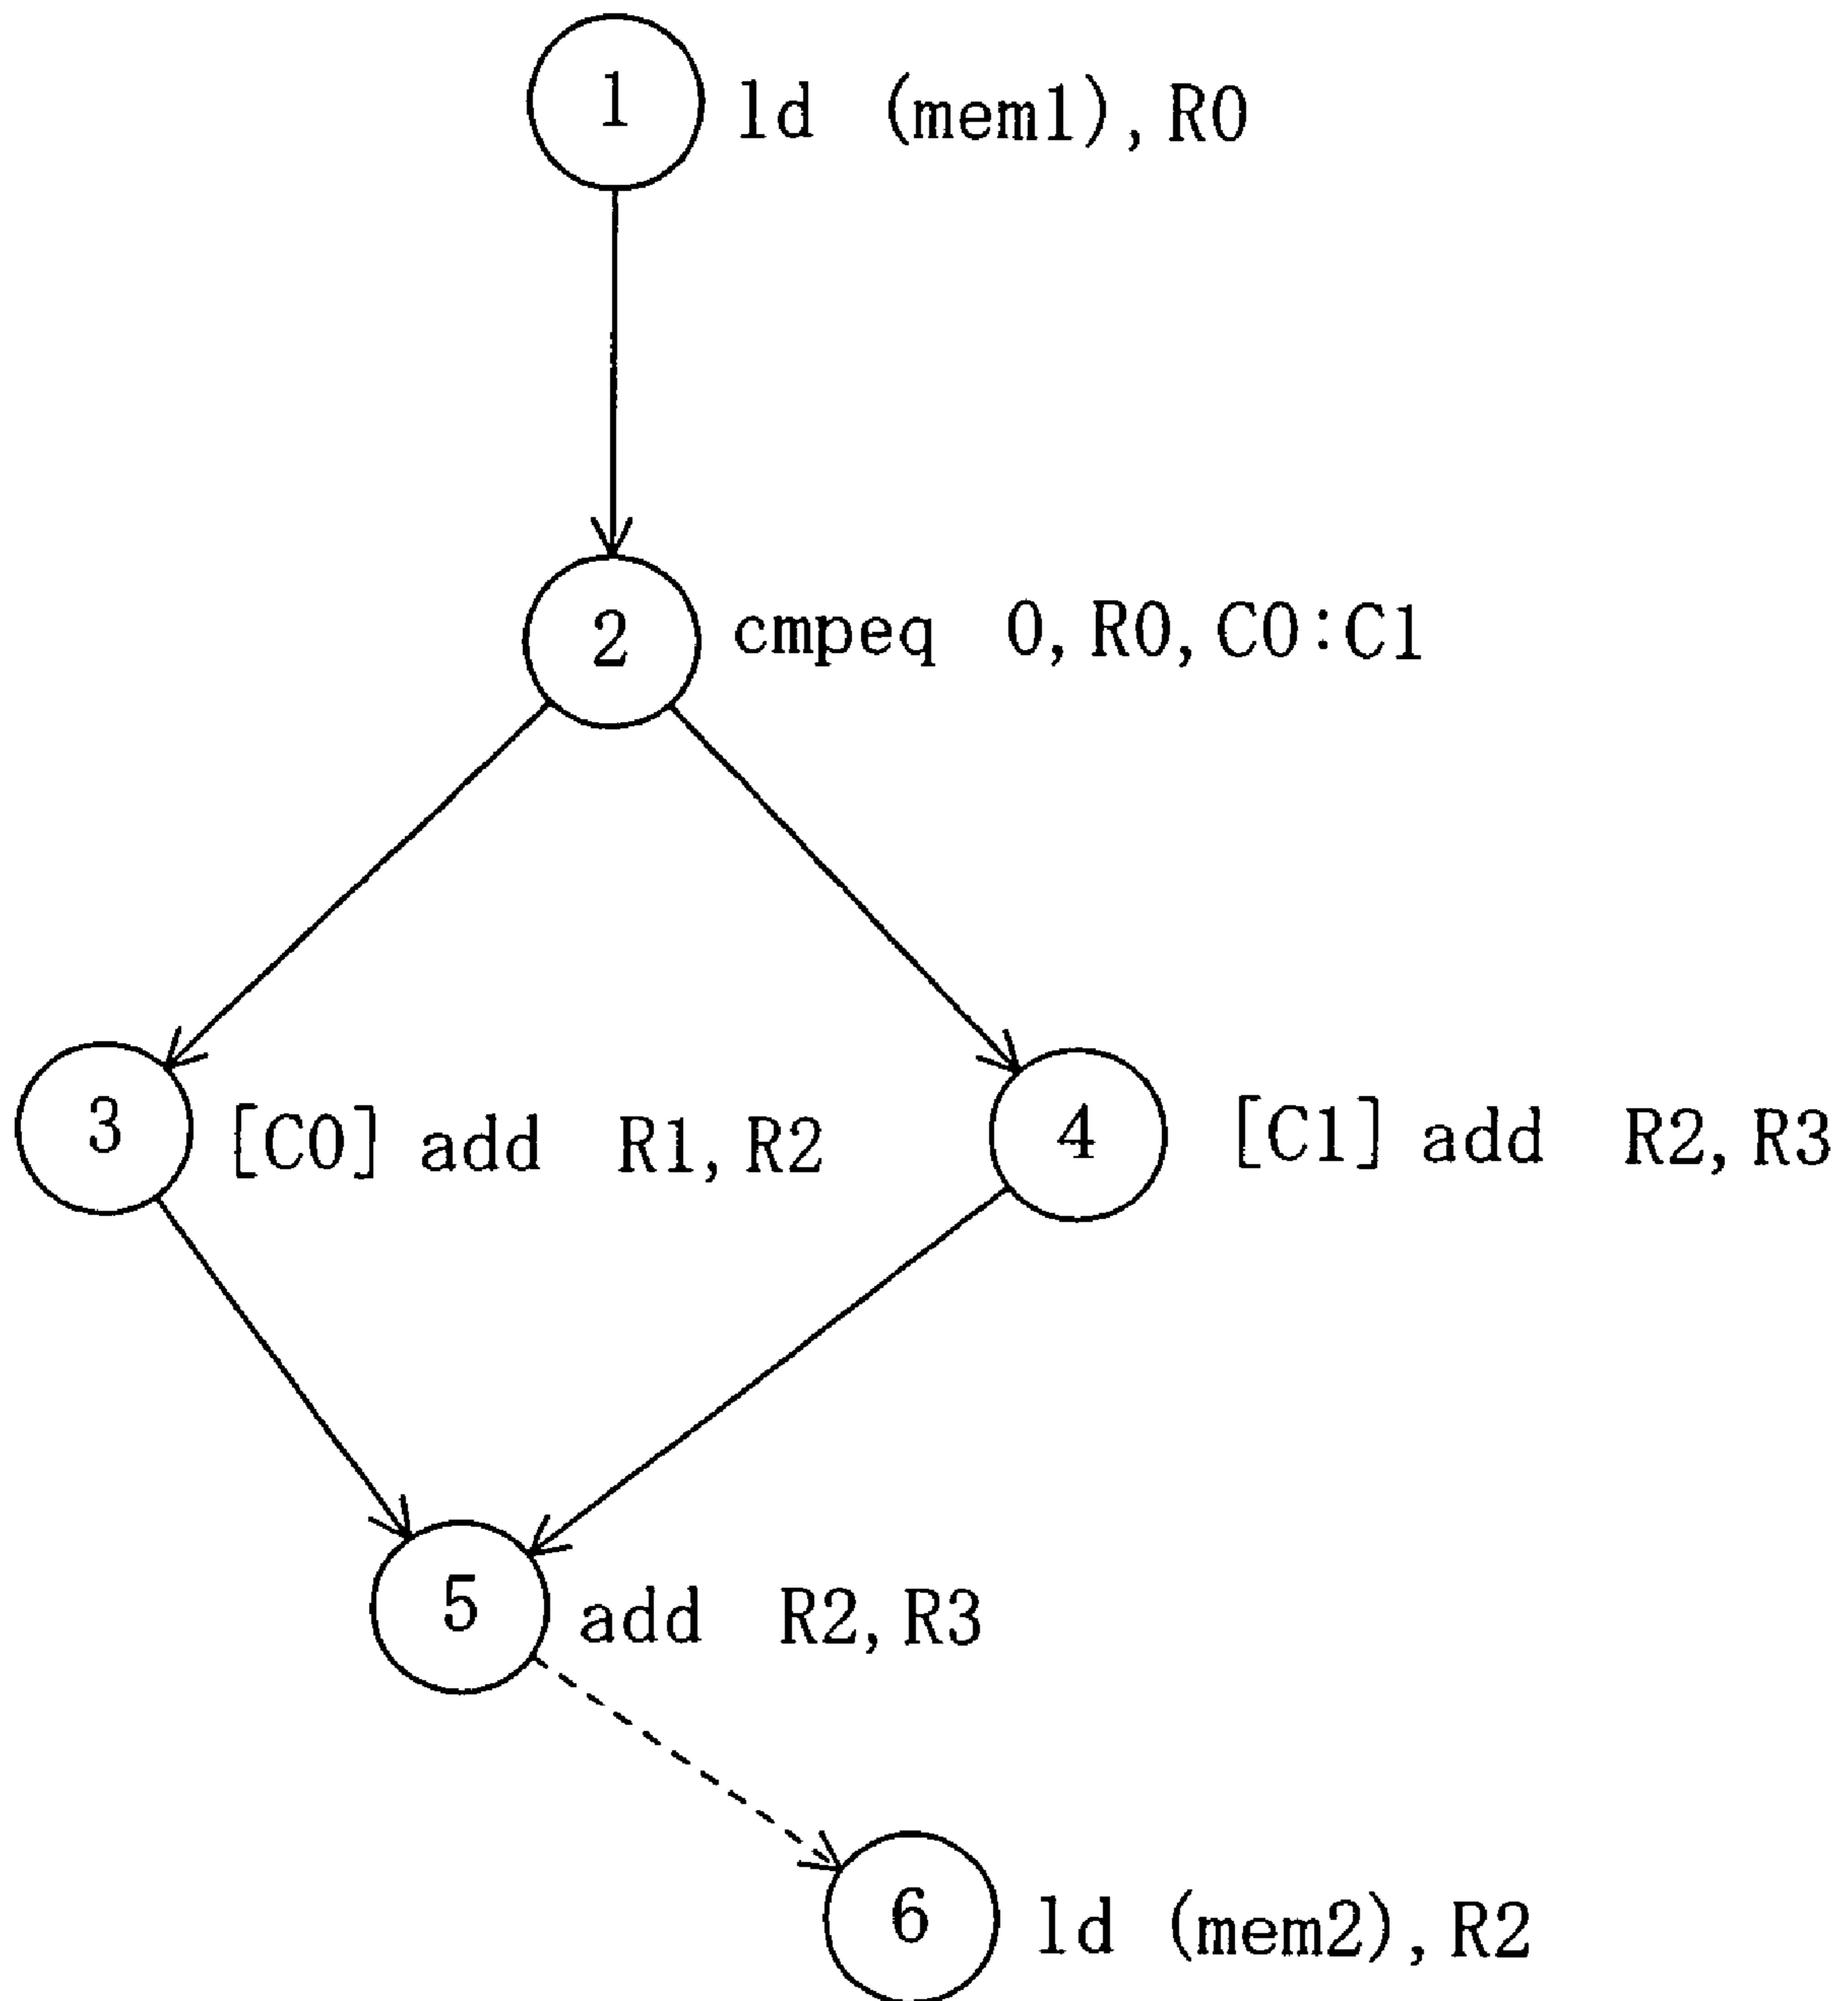 1 ld (mem1), R0
2 cmpeq 0, R0, C0:C1
3 [C0] add R1, R2
4 [C1] add R2, R3
5 add R2, R3
6 ld (mem2), R2